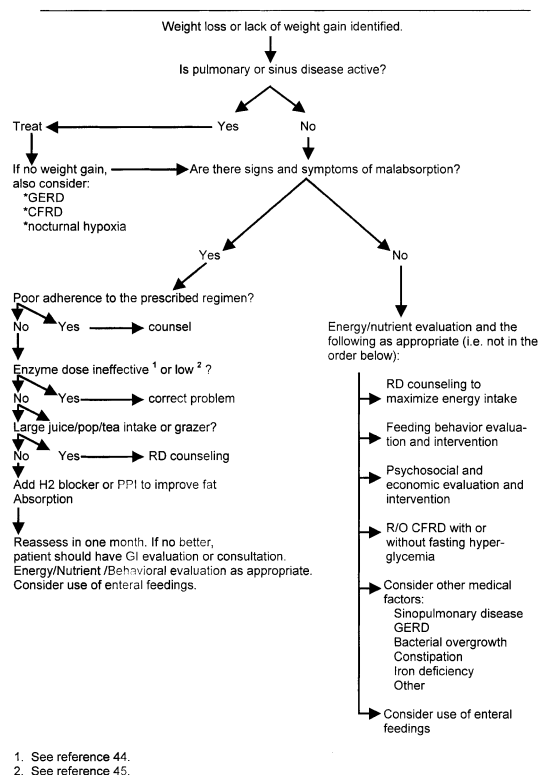 Weight loss or lack of weight gain identified.
Is pulmonary or sinus disease active?
Treat
Yes
No
If no weight gain,
also consider:
*GERD
*CFRD
*nocturnal hypoxia
Are there signs and symptoms of malabsorption?
Yes
No
Poor adherence to the prescribed regimen?
No
Yes
counsel
Enzyme dose ineffective 1 or low 2 ?
No
Yes
correct problem
Large juice/pop/tea intake or grazer?
No
Yes
RD counseling
Add H2 blocker or PPI to improve fat
Absorption
Reassess in one month. If no better,
patient should have GI evaluation or consultation.
Energy/Nutrient /Behavioral evaluation as appropriate.
Consider use of enteral feedings.
Energy/nutrient evaluation and the
following as appropriate (i.e. not in the
order below):
RD counseling to
maximize energy intake
Feeding behavior evalua-
tion and intervention
Psychosocial and
economic evaluation and
intervention
R/O CFRD with or
without fasting hyper-
glycemia
Consider other medical
factors:
Sinopulmonary disease
GERD
Bacterial overgrowth
Constipation
Iron deficiency
Other
Consider use of enteral
feedings
1. See reference 44.
2. See reference 45.